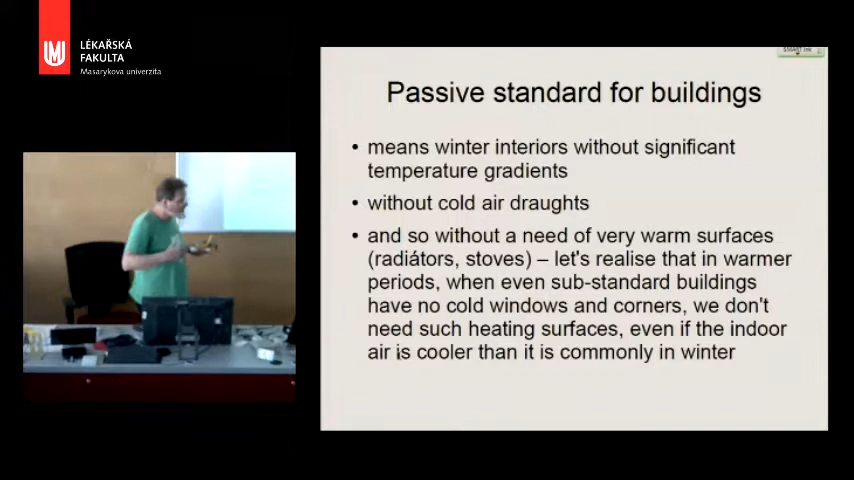 LÉKAŘSKÁ
FAKULTA
Masarykova univerzita
Passive standard for buildings
• means winter interiors without significant
temperature gradients
• without cold air draughts
• and so without a need of very warm surfaces
(radiátors, stoves) – let's realise that in warmer
periods, when even sub-standard buildings
have no cold windows and corners, we don't
need such heating surfaces, even if the indoor
air is cooler than it is commonly in winter